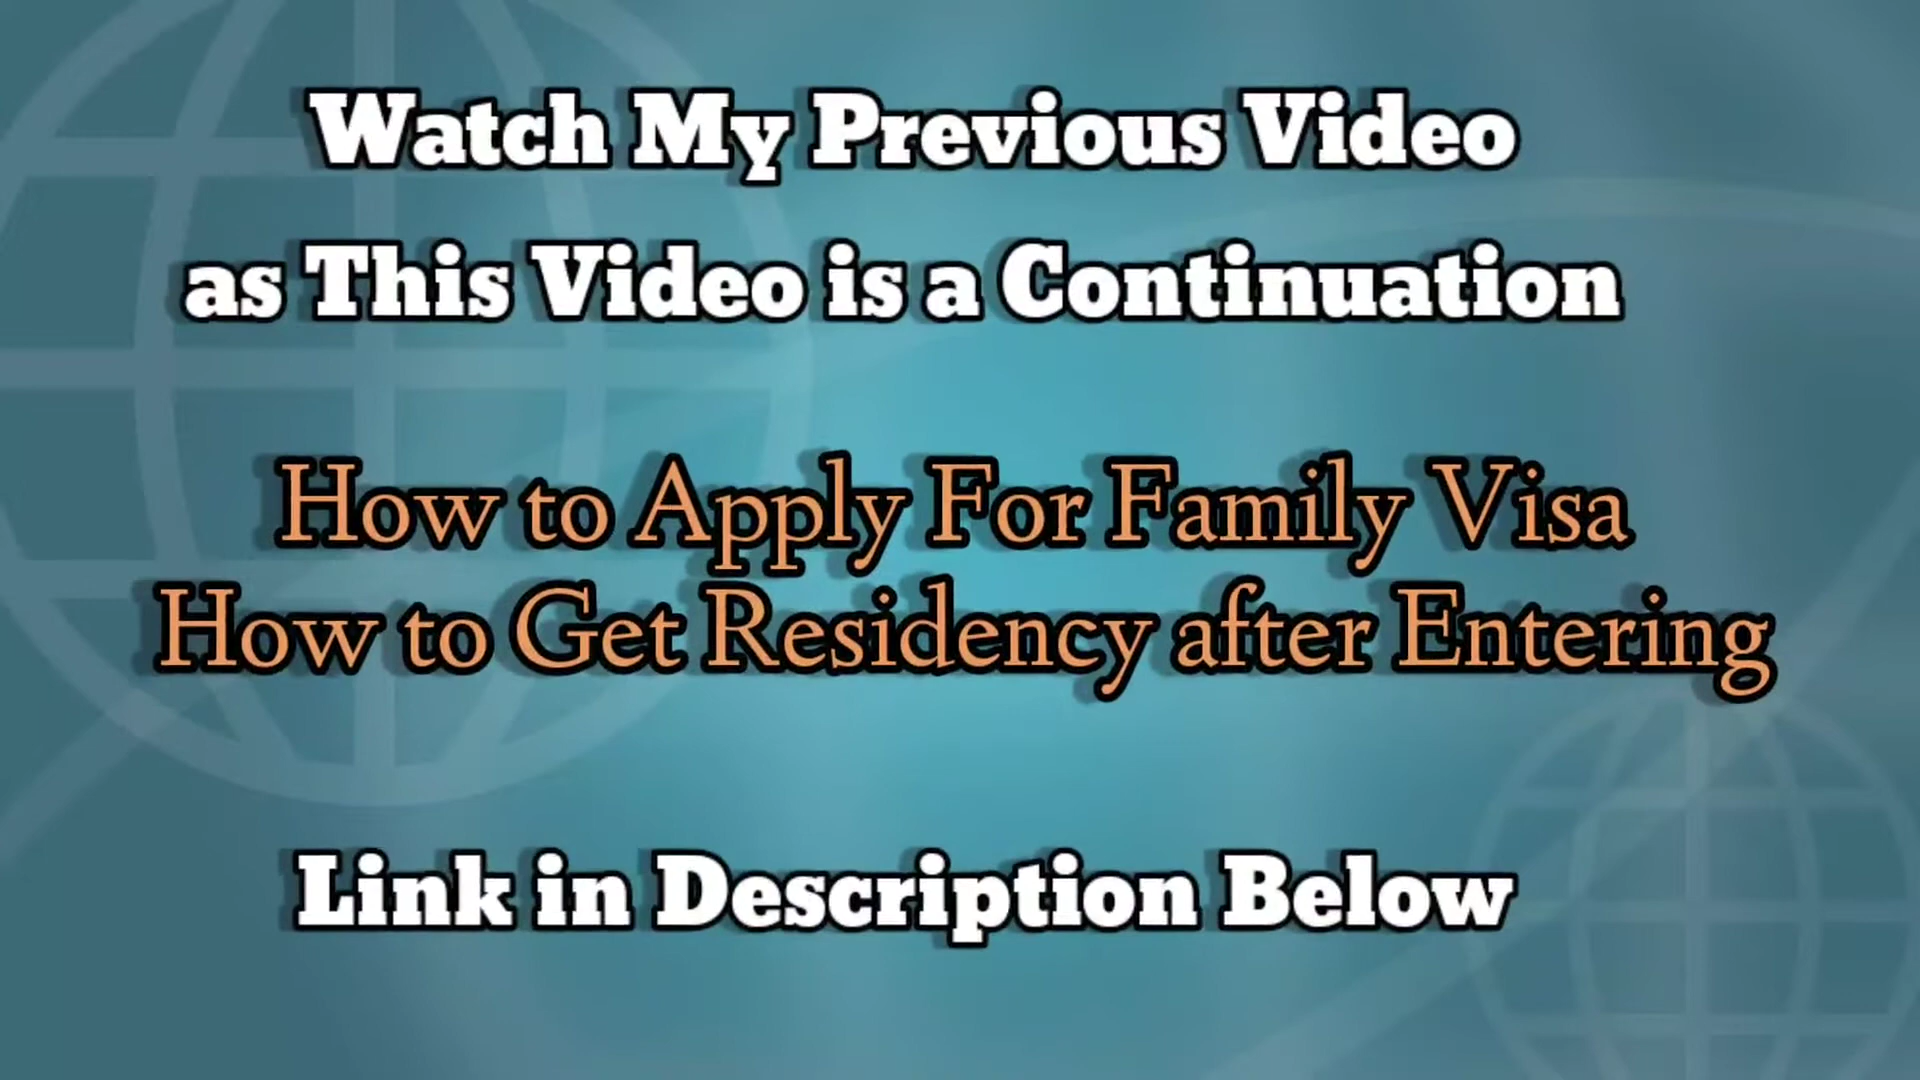 Watch My Previous Video
as This Video is a Continuation
How to Apply For Family Visa
How to Get Residency after Entering
Link in Description Below